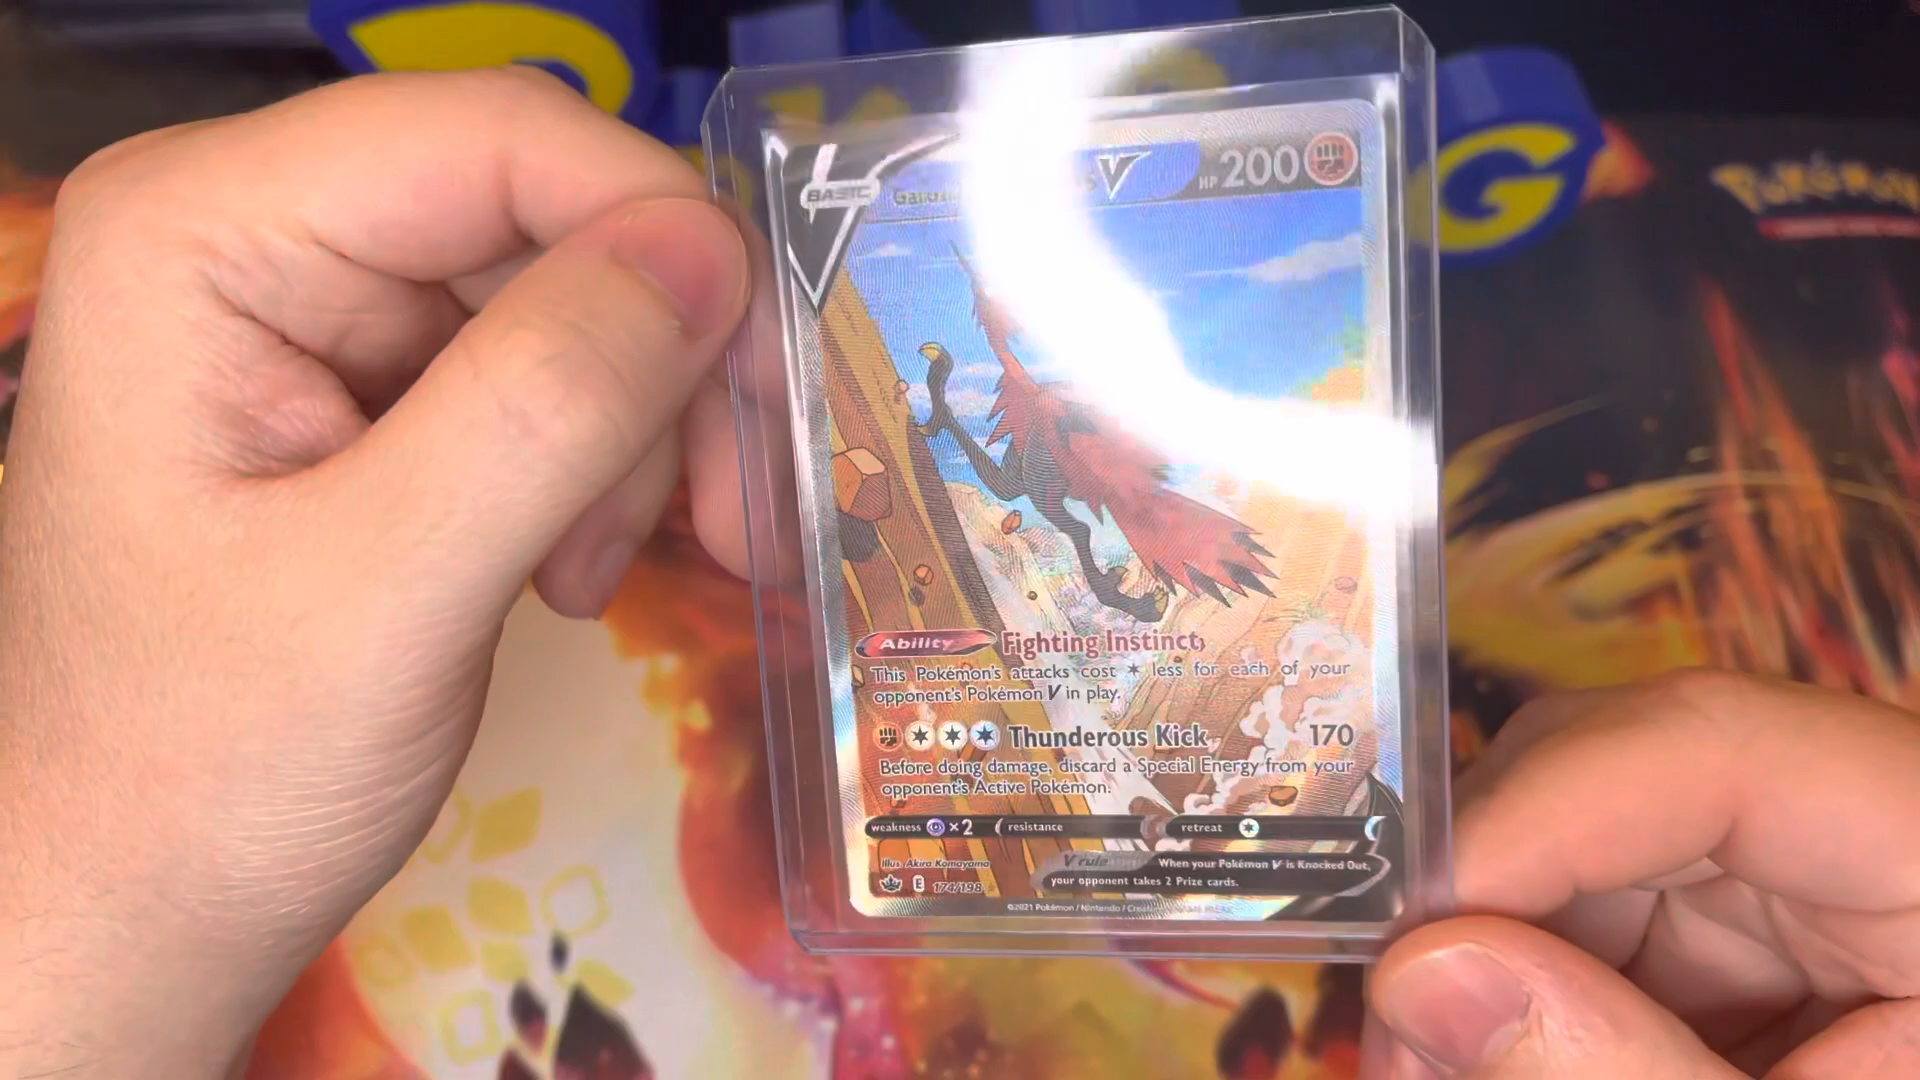 BASIC
V
HP 200
G
POKÉMON
Ability Fighting Instinct
This Pokémon's attacks cost less for each of your
opponent's Pokémon V in play.
Thunderous Kick 170
Before doing damage, discard a Special Energy from your
opponent's Active Pokémon.
weakness ×2 resistance retreat
Illus. Akira Komayama
V rule When your Pokémon V is Knocked Out,
your opponent takes 2 Prize cards.
E 174/198
©2021 Pokémon / Nintendo /